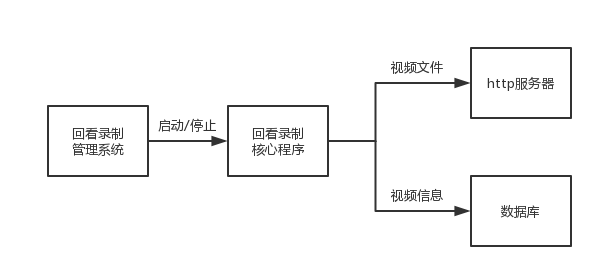 回看录制
管理系统
启动/停止
回看录制
核心程序
视频文件
http服务器
视频信息
数据库